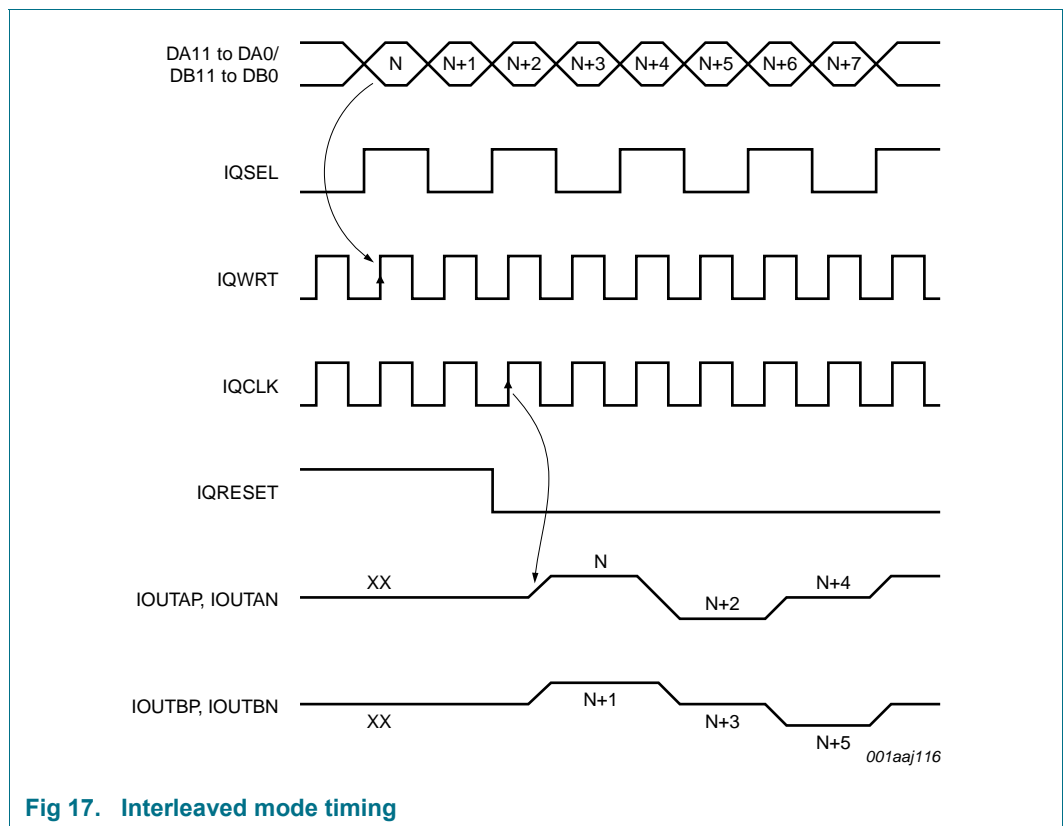 DA11 to DA0/
DB11 to DB0
N N+1 N+2 N+3 N+4 N+5 N+6 N+7
IQSEL
IQWRT
IQCLK
IQRESET
IOUTAP, IOUTAN
XX N N+2 N+4
IOUTBP, IOUTBN
XX N+1 N+3 N+5
001aaj116
Fig 17. Interleaved mode timing